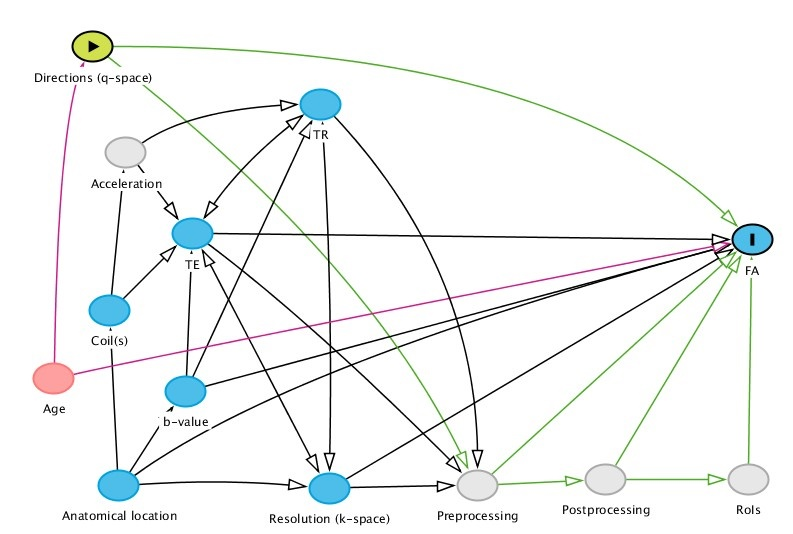 Directions (q-space)
TR
Acceleration
TE
FA
Coil(s)
Age
b-value
Anatomical location
Resolution (k-space)
Preprocessing
Postprocessing
RoIs